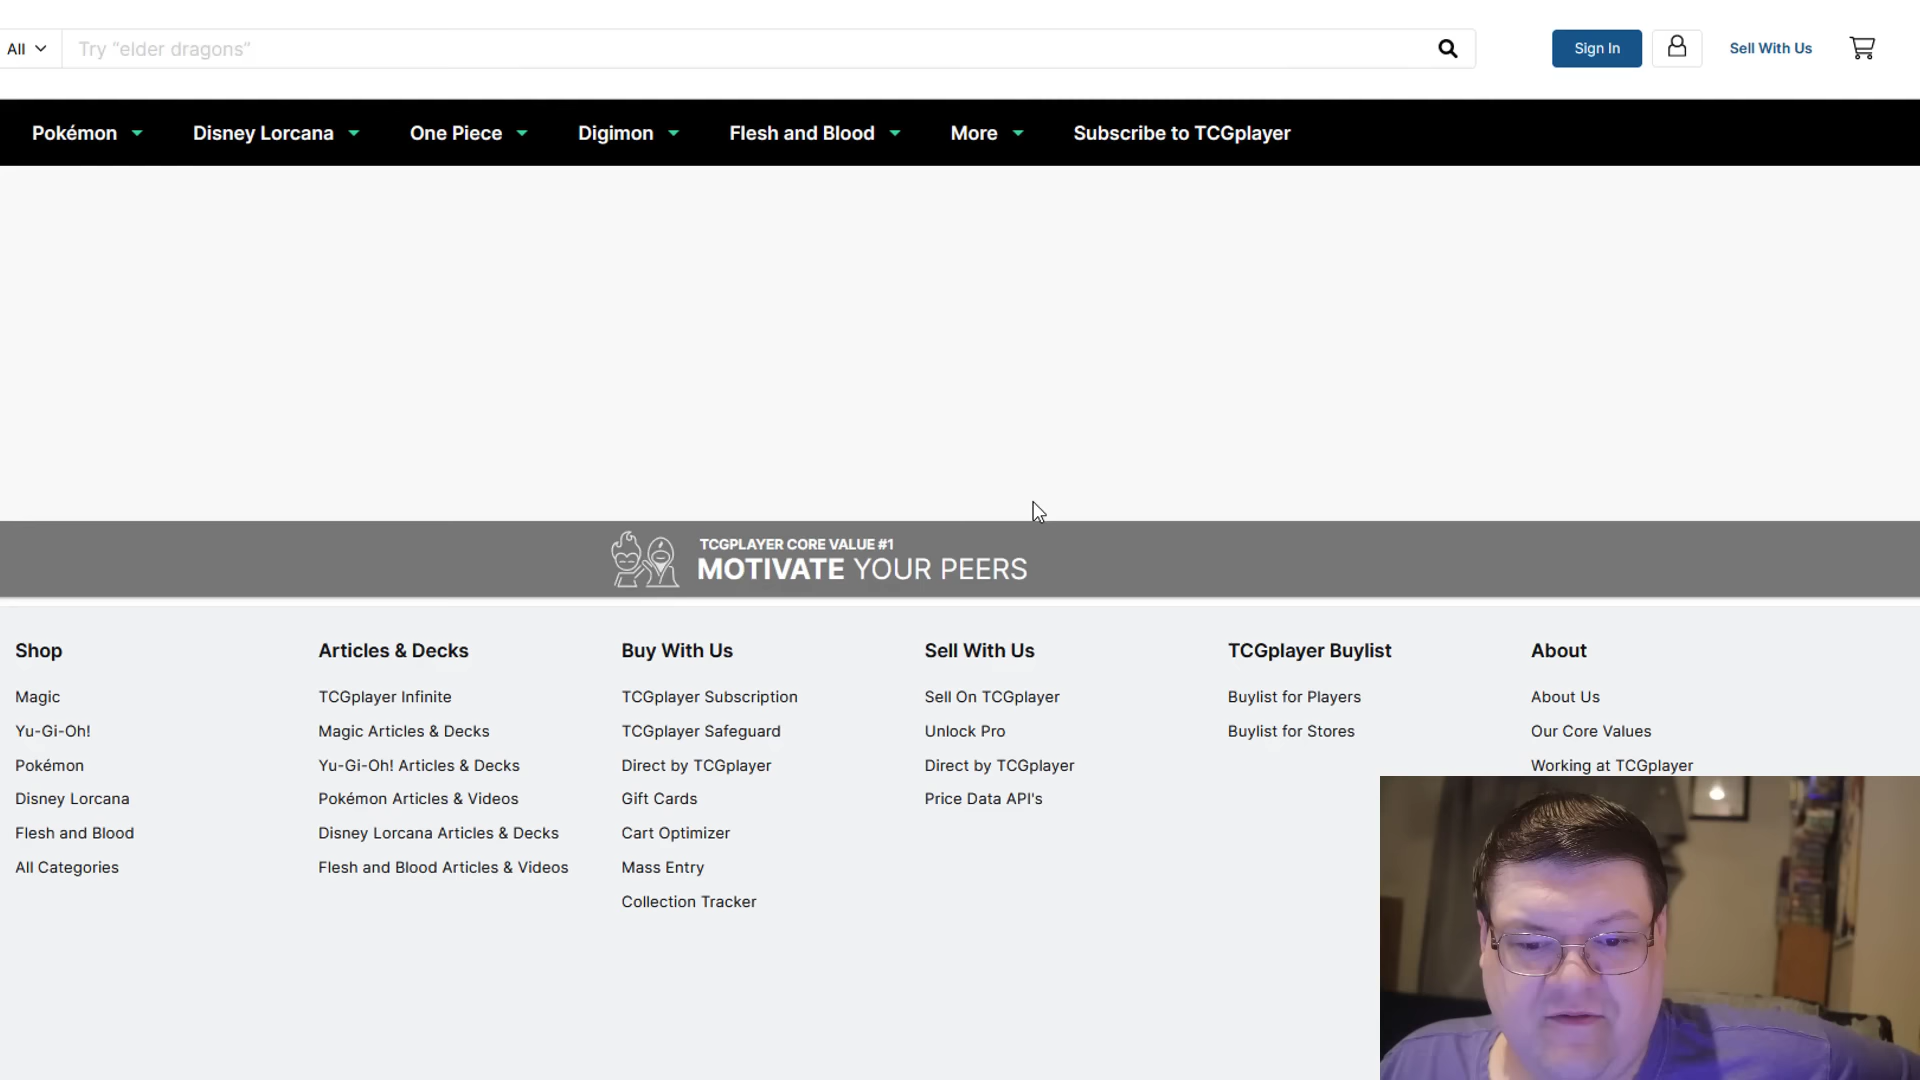 All Try "elder dragons" Sign In Sell With Us
Pokémon Disney Lorcana One Piece Digimon Flesh and Blood More Subscribe to TCGplayer
TCGPLAYER CORE VALUE #1
MOTIVATE YOUR PEERS
Shop
Magic
Yu-Gi-Oh!
Pokémon
Disney Lorcana
Flesh and Blood
All Categories
Articles & Decks
TCGplayer Infinite
Magic Articles & Decks
Yu-Gi-Oh! Articles & Decks
Pokémon Articles & Videos
Disney Lorcana Articles & Decks
Flesh and Blood Articles & Videos
Buy With Us
TCGplayer Subscription
TCGplayer Safeguard
Direct by TCGplayer
Gift Cards
Cart Optimizer
Mass Entry
Collection Tracker
Sell With Us
Sell On TCGplayer
Unlock Pro
Direct by TCGplayer
Price Data API's
TCGplayer Buylist
Buylist for Players
Buylist for Stores
About
About Us
Our Core Values
Working at TCGplayer